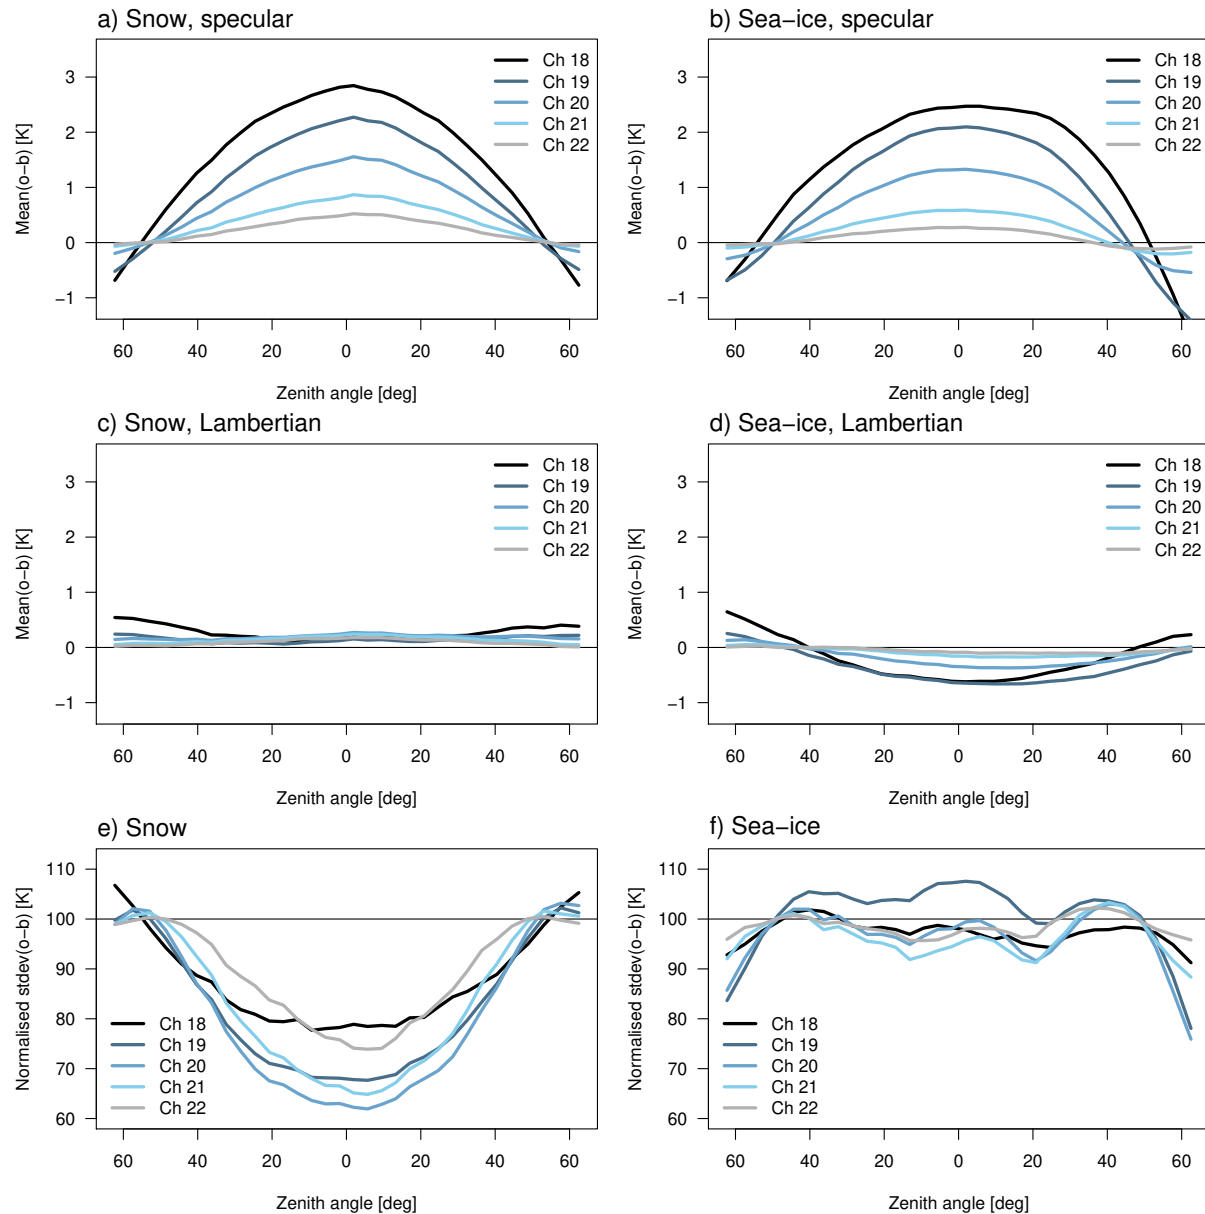 a) Snow, specular
Mean(o−b) [K]
3
2
1
0
−1
Ch 18
Ch 19
Ch 20
Ch 21
Ch 22
60 40 20 0 20 40 60
Zenith angle [deg]
b) Sea−ice, specular
Mean(o−b) [K]
3
2
1
0
−1
Ch 18
Ch 19
Ch 20
Ch 21
Ch 22
60 40 20 0 20 40 60
Zenith angle [deg]
c) Snow, Lambertian
Mean(o−b) [K]
3
2
1
0
−1
Ch 18
Ch 19
Ch 20
Ch 21
Ch 22
60 40 20 0 20 40 60
Zenith angle [deg]
d) Sea−ice, Lambertian
Mean(o−b) [K]
3
2
1
0
−1
Ch 18
Ch 19
Ch 20
Ch 21
Ch 22
60 40 20 0 20 40 60
Zenith angle [deg]
e) Snow
Normalised stdev(o−b) [K]
110
100
90
80
70
60
Ch 18
Ch 19
Ch 20
Ch 21
Ch 22
60 40 20 0 20 40 60
Zenith angle [deg]
f) Sea−ice
Normalised stdev(o−b) [K]
110
100
90
80
70
60
Ch 18
Ch 19
Ch 20
Ch 21
Ch 22
60 40 20 0 20 40 60
Zenith angle [deg]